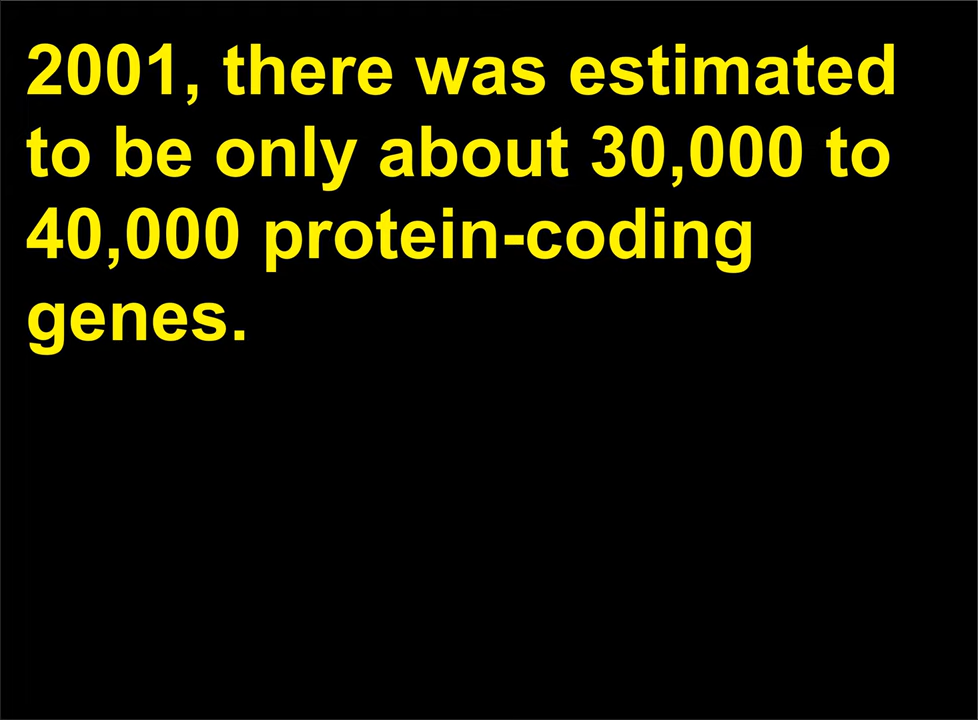 2001, there was estimated
to be only about 30,000 to
40,000 protein-coding
genes.